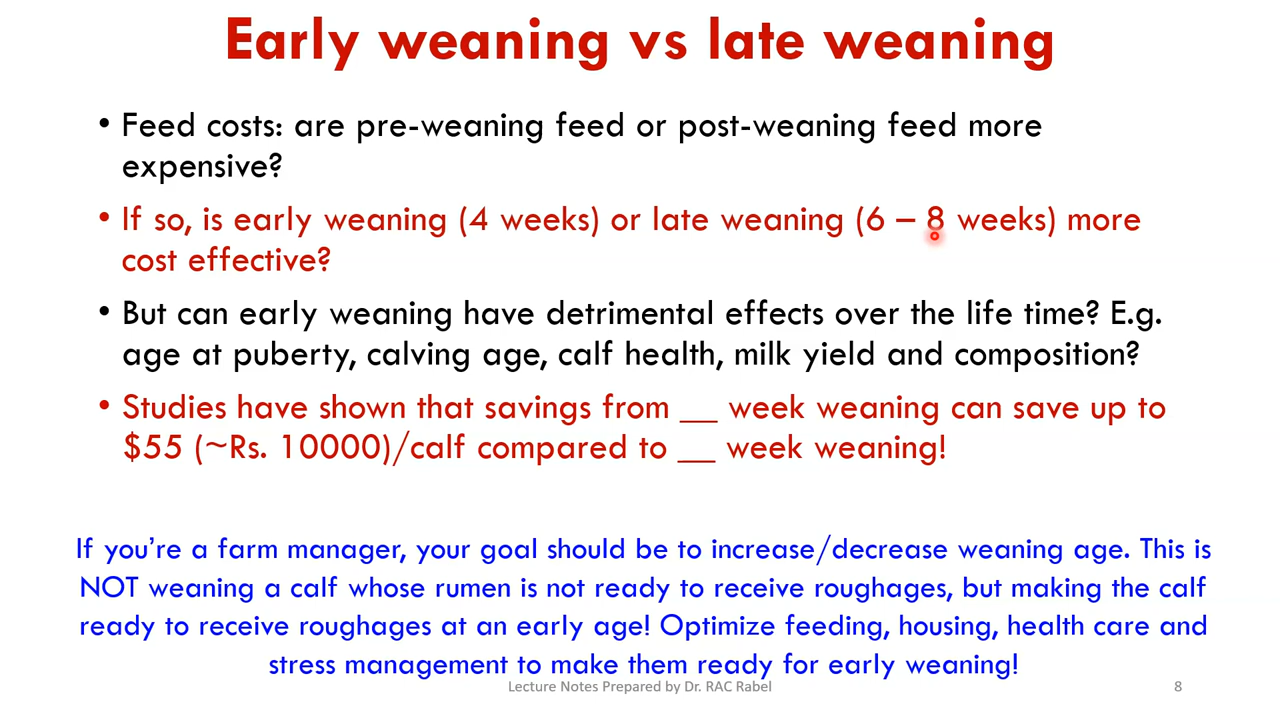 Early weaning vs late weaning
• Feed costs: are pre-weaning feed or post-weaning feed more
expensive?
• If so, is early weaning (4 weeks) or late weaning (6 – 8 weeks) more
cost effective?
• But can early weaning have detrimental effects over the life time? E.g.
age at puberty, calving age, calf health, milk yield and composition?
• Studies have shown that savings from __ week weaning can save up to
$55 (~Rs. 10000)/calf compared to __ week weaning!
If you're a farm manager, your goal should be to increase/decrease weaning age. This is
NOT weaning a calf whose rumen is not ready to receive roughages, but making the calf
ready to receive roughages at an early age! Optimize feeding, housing, health care and
stress management to make them ready for early weaning!
Lecture Notes Prepared by Dr. RAC Rabel
8